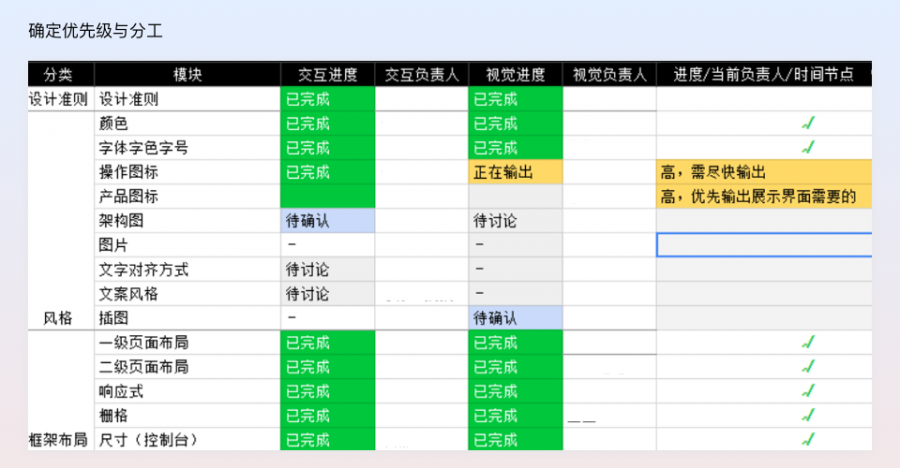 确定优先级与分工
分类 模块 交互进度 交互负责人 视觉进度 视觉负责人 进度/当前负责人/时间节点
设计准则 设计准则 已完成 已完成
颜色 已完成 已完成
字体字色字号 已完成 已完成
操作图标 已完成 正在输出 高，需尽快输出
产品图标 高，优先输出展示界面需要的
架构图 待确认 待讨论
图片 – –
文字对齐方式 待讨论 –
文案风格 待讨论 –
风格 插图 – 待确认
一级页面布局 已完成 已完成
二级页面布局 已完成 已完成
响应式 已完成 已完成
栅格 已完成 已完成
框架布局 尺寸（控制台） 已完成 已完成